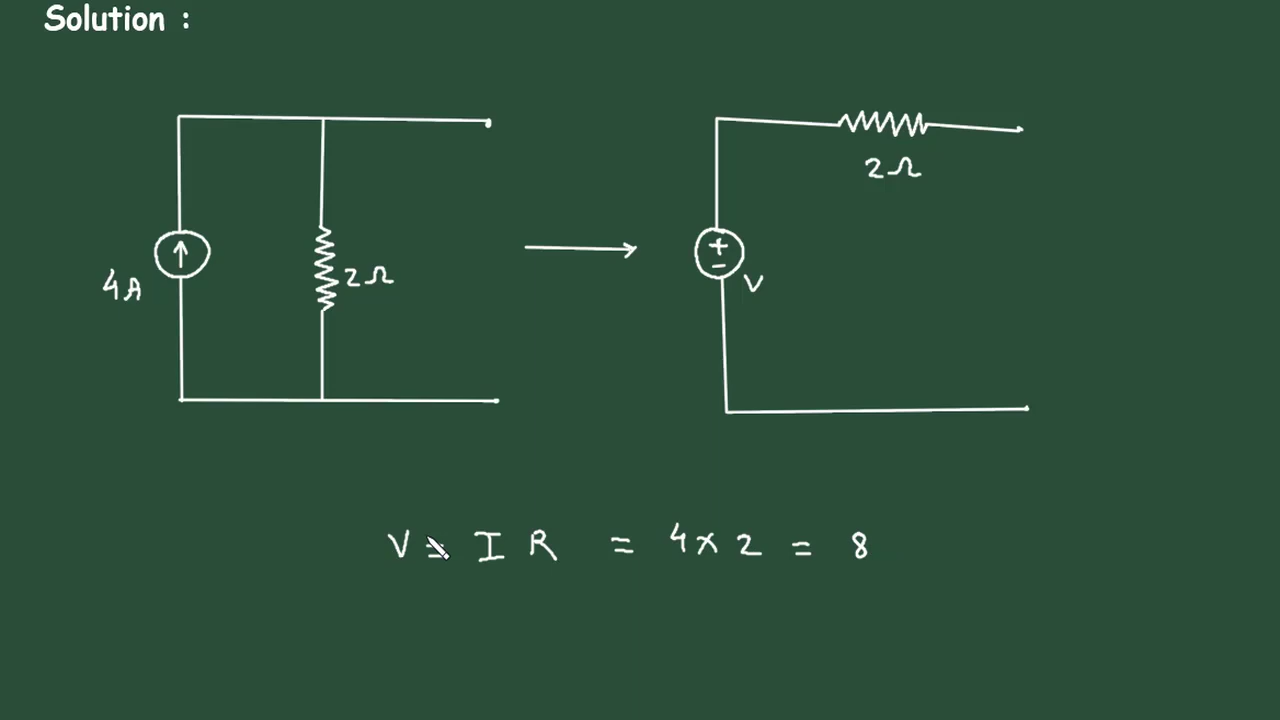 Solution :
2Ω
4A
2Ω
+
-
V
V = I R = 4 x 2 = 8